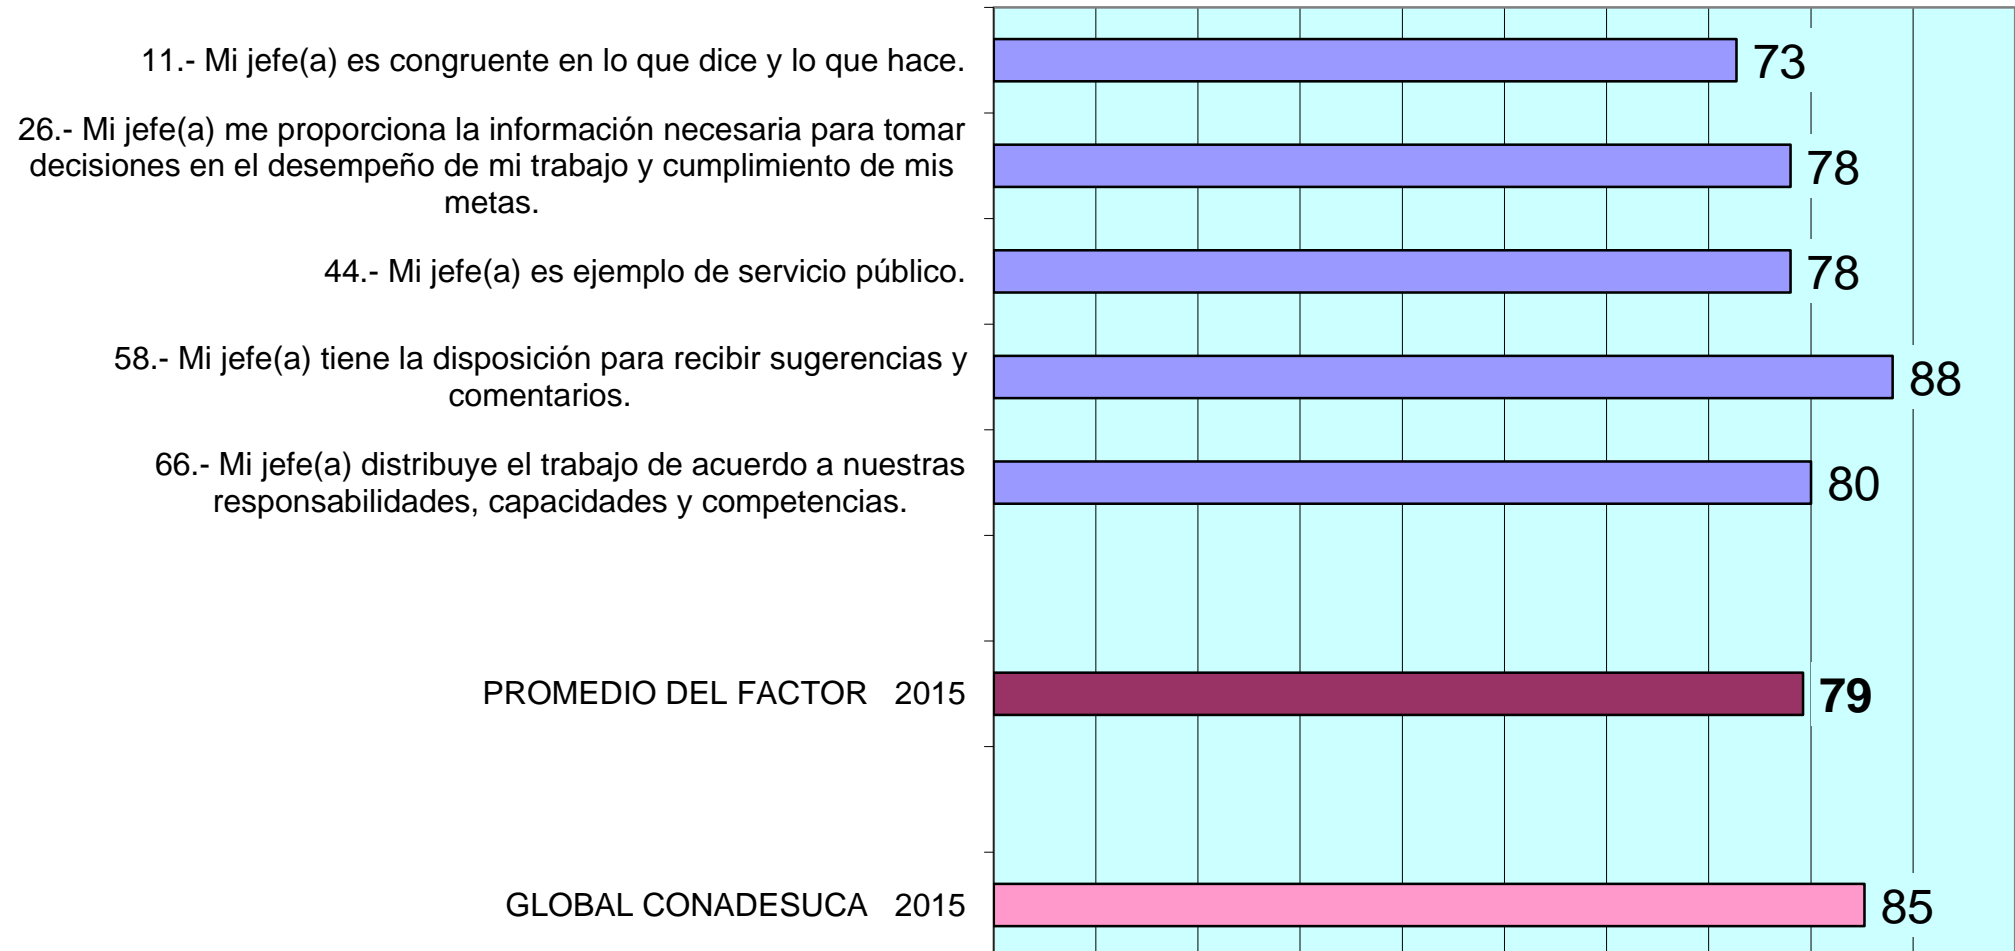 11.- Mi jefe(a) es congruente en lo que dice y lo que hace.
73
26.- Mi jefe(a) me proporciona la información necesaria para tomar
decisiones en el desempeño de mi trabajo y cumplimiento de mis
metas.
78
44.- Mi jefe(a) es ejemplo de servicio público.
78
58.- Mi jefe(a) tiene la disposición para recibir sugerencias y
comentarios.
88
66.- Mi jefe(a) distribuye el trabajo de acuerdo a nuestras
responsabilidades, capacidades y competencias.
80
PROMEDIO DEL FACTOR 2015
79
GLOBAL CONADESUCA 2015
85